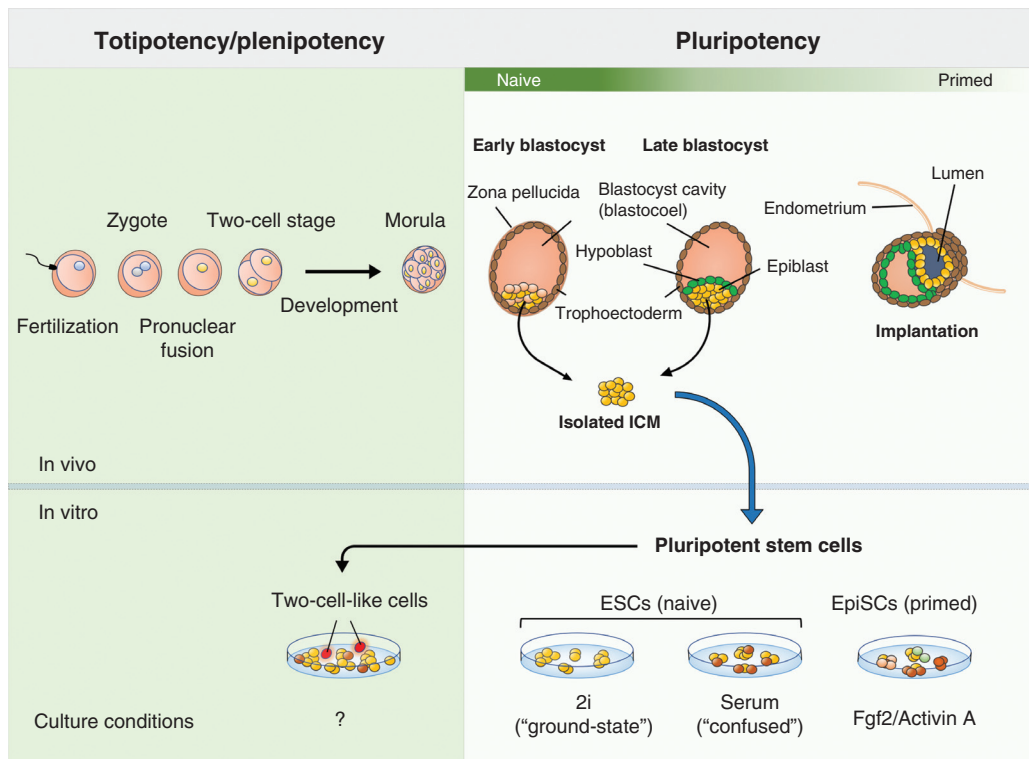 Totipotency/plenipotency
Pluripotency
Naive
Primed
Early blastocyst
Late blastocyst
Zona pellucida
Blastocyst cavity
(blastocoel)
Endometrium
Lumen
Zygote
Two-cell stage
Morula
Hypoblast
Epiblast
Development
Trophoectoderm
Fertilization
Pronuclear
fusion
Implantation
Isolated ICM
In vivo
In vitro
Pluripotent stem cells
Two-cell-like cells
ESCs (naive)
EpiSCs (primed)
Culture conditions
?
2i
(“ground-state”)
Serum
(“confused”)
Fgf2/Activin A